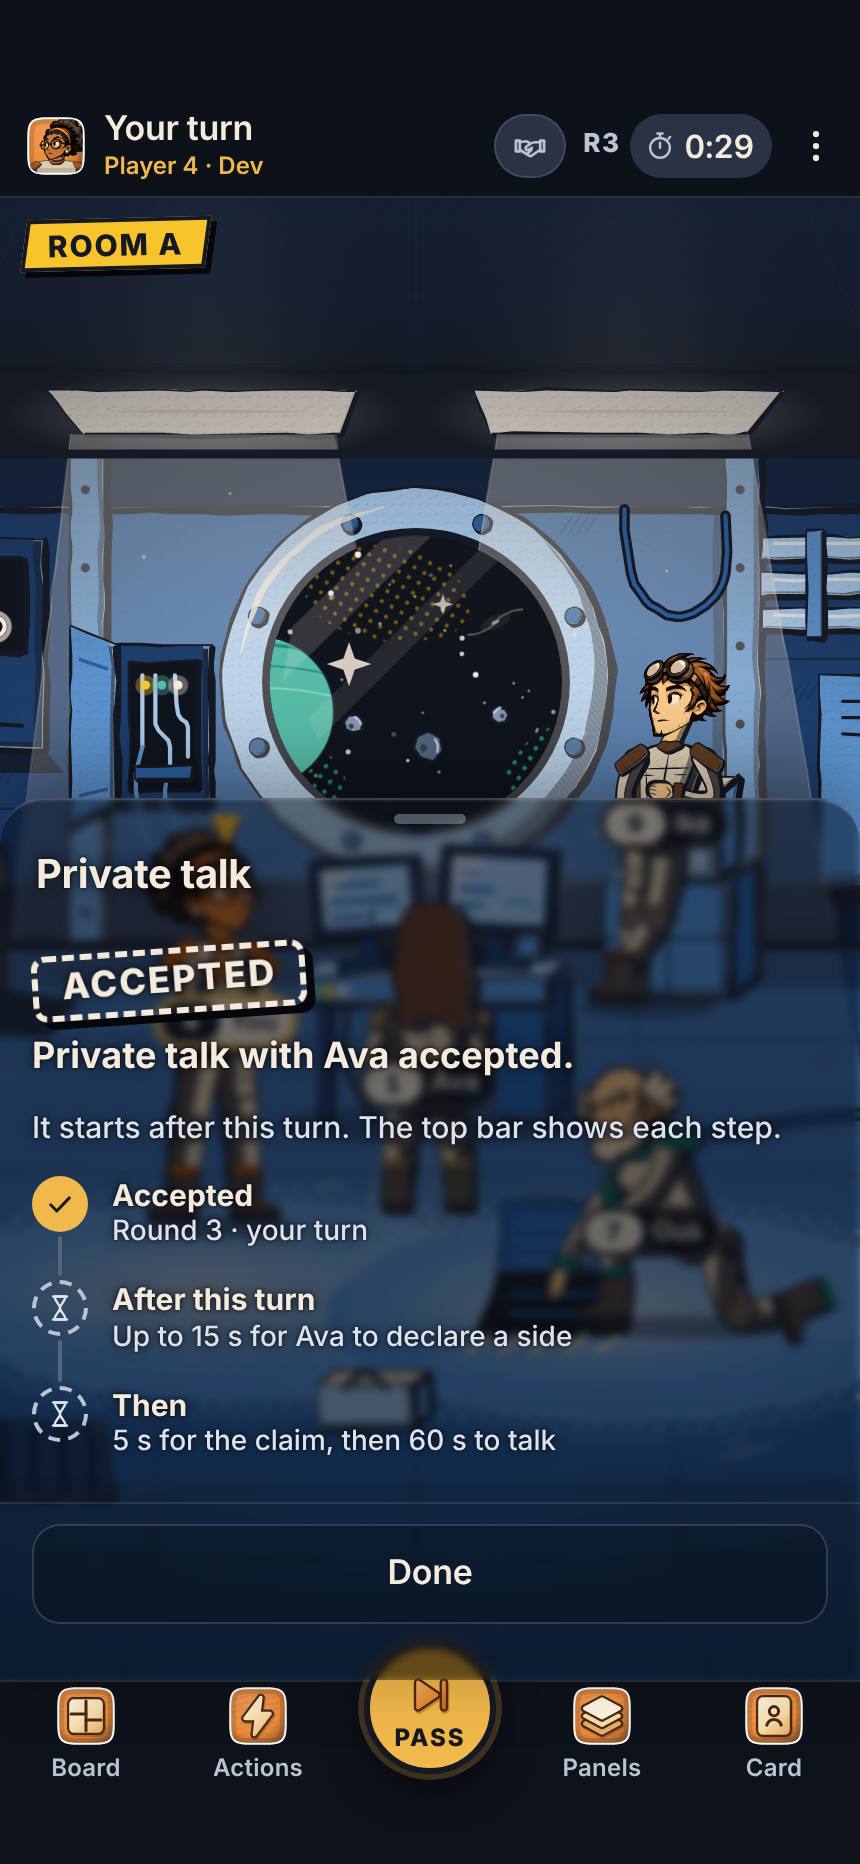 Your turn
Player 4 · Dev
R3
0:29
ROOM A
Private talk
ACCEPTED
Private talk with Ava accepted.
It starts after this turn. The top bar shows each step.
Accepted
Round 3 · your turn
After this turn
Up to 15 s for Ava to declare a side
Then
5 s for the claim, then 60 s to talk
Done
PASS
Board
Actions
Panels
Card